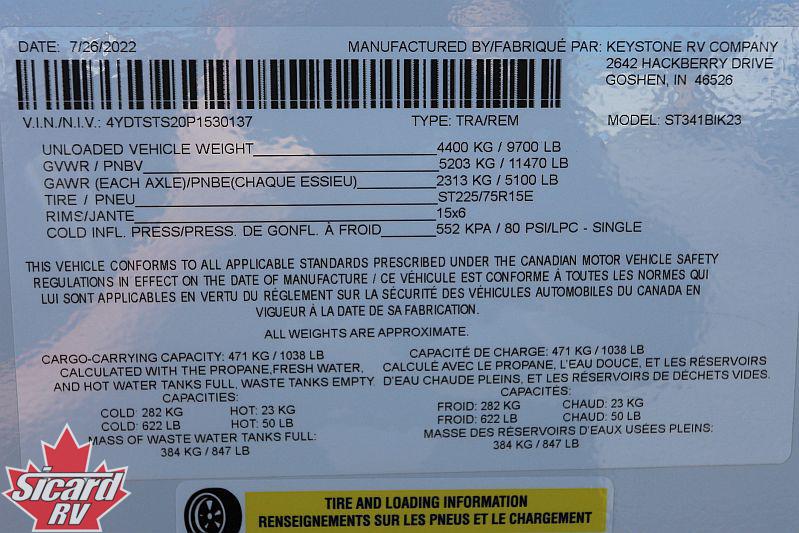 DATE: 7/26/2022
MANUFACTURED BY/FABRIQUÉ PAR: KEYSTONE RV COMPANY
2642 HACKBERRY DRIVE
GOSHEN, IN 46526
V.I.N./N.I.V.: 4YDTSTS20P1530137 TYPE: TRA/REM MODEL: ST341BIK23
UNLOADED VEHICLE WEIGHT 4400 KG / 9700 LB
GVWR / PNBV 5203 KG / 11470 LB
GAWR (EACH AXLE)/PNBE(CHAQUE ESSIEU) 2313 KG / 5100 LB
TIRE / PNEU ST225/75R15E
RIMS/JANTE 15x6
COLD INFL. PRESS/PRESS. DE GONFL. À FROID 552 KPA / 80 PSI/LPC - SINGLE
THIS VEHICLE CONFORMS TO ALL APPLICABLE STANDARDS PRESCRIBED UNDER THE CANADIAN MOTOR VEHICLE SAFETY
REGULATIONS IN EFFECT ON THE DATE OF MANUFACTURE / CE VÉHICULE EST CONFORME À TOUTES LES NORMES QUI
LUI SONT APPLICABLES EN VERTU DU RÉGLEMENT SUR LA SÉCURITÉ DES VÉHICULES AUTOMOBILES DU CANADA EN
VIGUEUR À LA DATE DE SA FABRICATION.
ALL WEIGHTS ARE APPROXIMATE.
CARGO-CARRYING CAPACITY: 471 KG / 1038 LB
CALCULATED WITH THE PROPANE,FRESH WATER,
AND HOT WATER TANKS FULL, WASTE TANKS EMPTY
CAPACITIES:
COLD: 282 KG HOT: 23 KG
COLD: 622 LB HOT: 50 LB
MASS OF WASTE WATER TANKS FULL:
384 KG / 847 LB
CAPACITÉ DE CHARGE: 471 KG / 1038 LB
CALCULÉ AVEC LE PROPANE, L'EAU DOUCE, ET LES RÉSERVOIRS
D'EAU CHAUDE PLEINS, ET LES RÉSERVOIRS DE DÉCHETS VIDES.
CAPACITÉS:
FROID: 282 KG CHAUD: 23 KG
FROID: 622 LB CHAUD: 50 LB
MASSE DES RÉSERVOIRS D'EAUX USÉES PLEINS:
384 KG / 847 LB
Sicard
RV
TIRE AND LOADING INFORMATION
RENSEIGNEMENTS SUR LES PNEUS ET LE CHARGEMENT